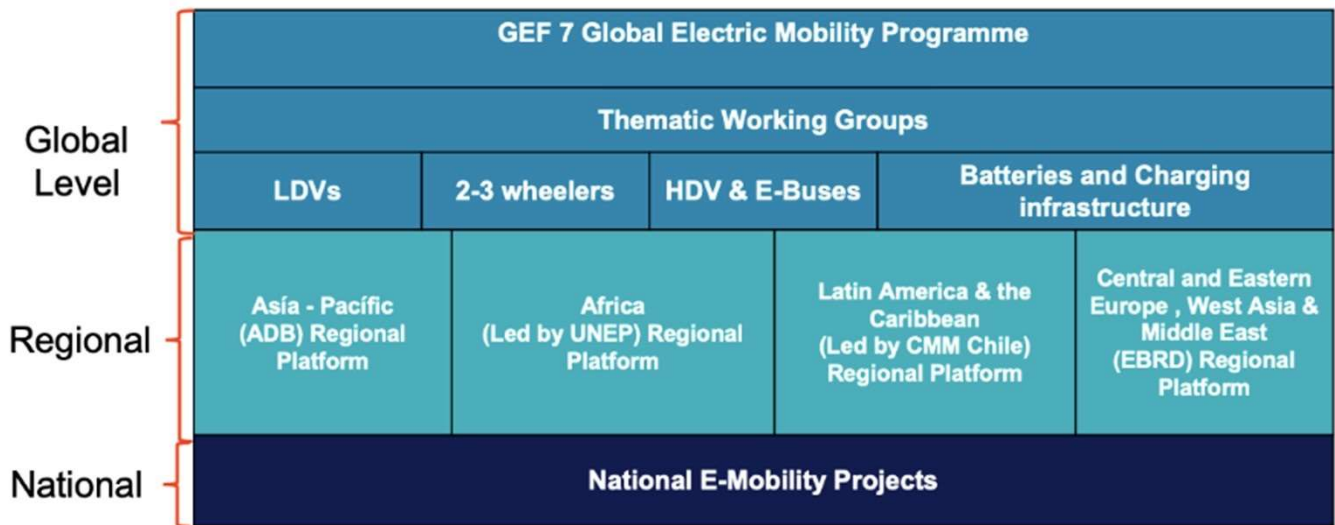 GEF 7 Global Electric Mobility Programme
Thematic Working Groups
Global
Level
LDVs
2-3 wheelers
HDV & E-Buses
Batteries and Charging
infrastructure
Regional
Asía - Pacífic
(ADB) Regional
Platform
Africa
(Led by UNEP) Regional
Platform
Latin America & the
Caribbean
(Led by CMM Chile)
Regional Platform
Central and Eastern
Europe , West Asia &
Middle East
(EBRD) Regional
Platform
National
National E-Mobility Projects